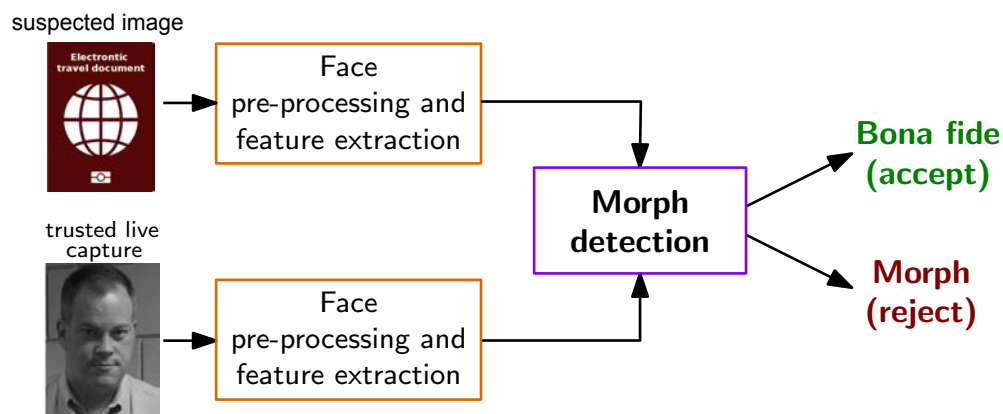 suspected image
Electrontic
travel document
Face
pre-processing and
feature extraction
trusted live
capture
Face
pre-processing and
feature extraction
Morph
detection
Bona fide
(accept)
Morph
(reject)